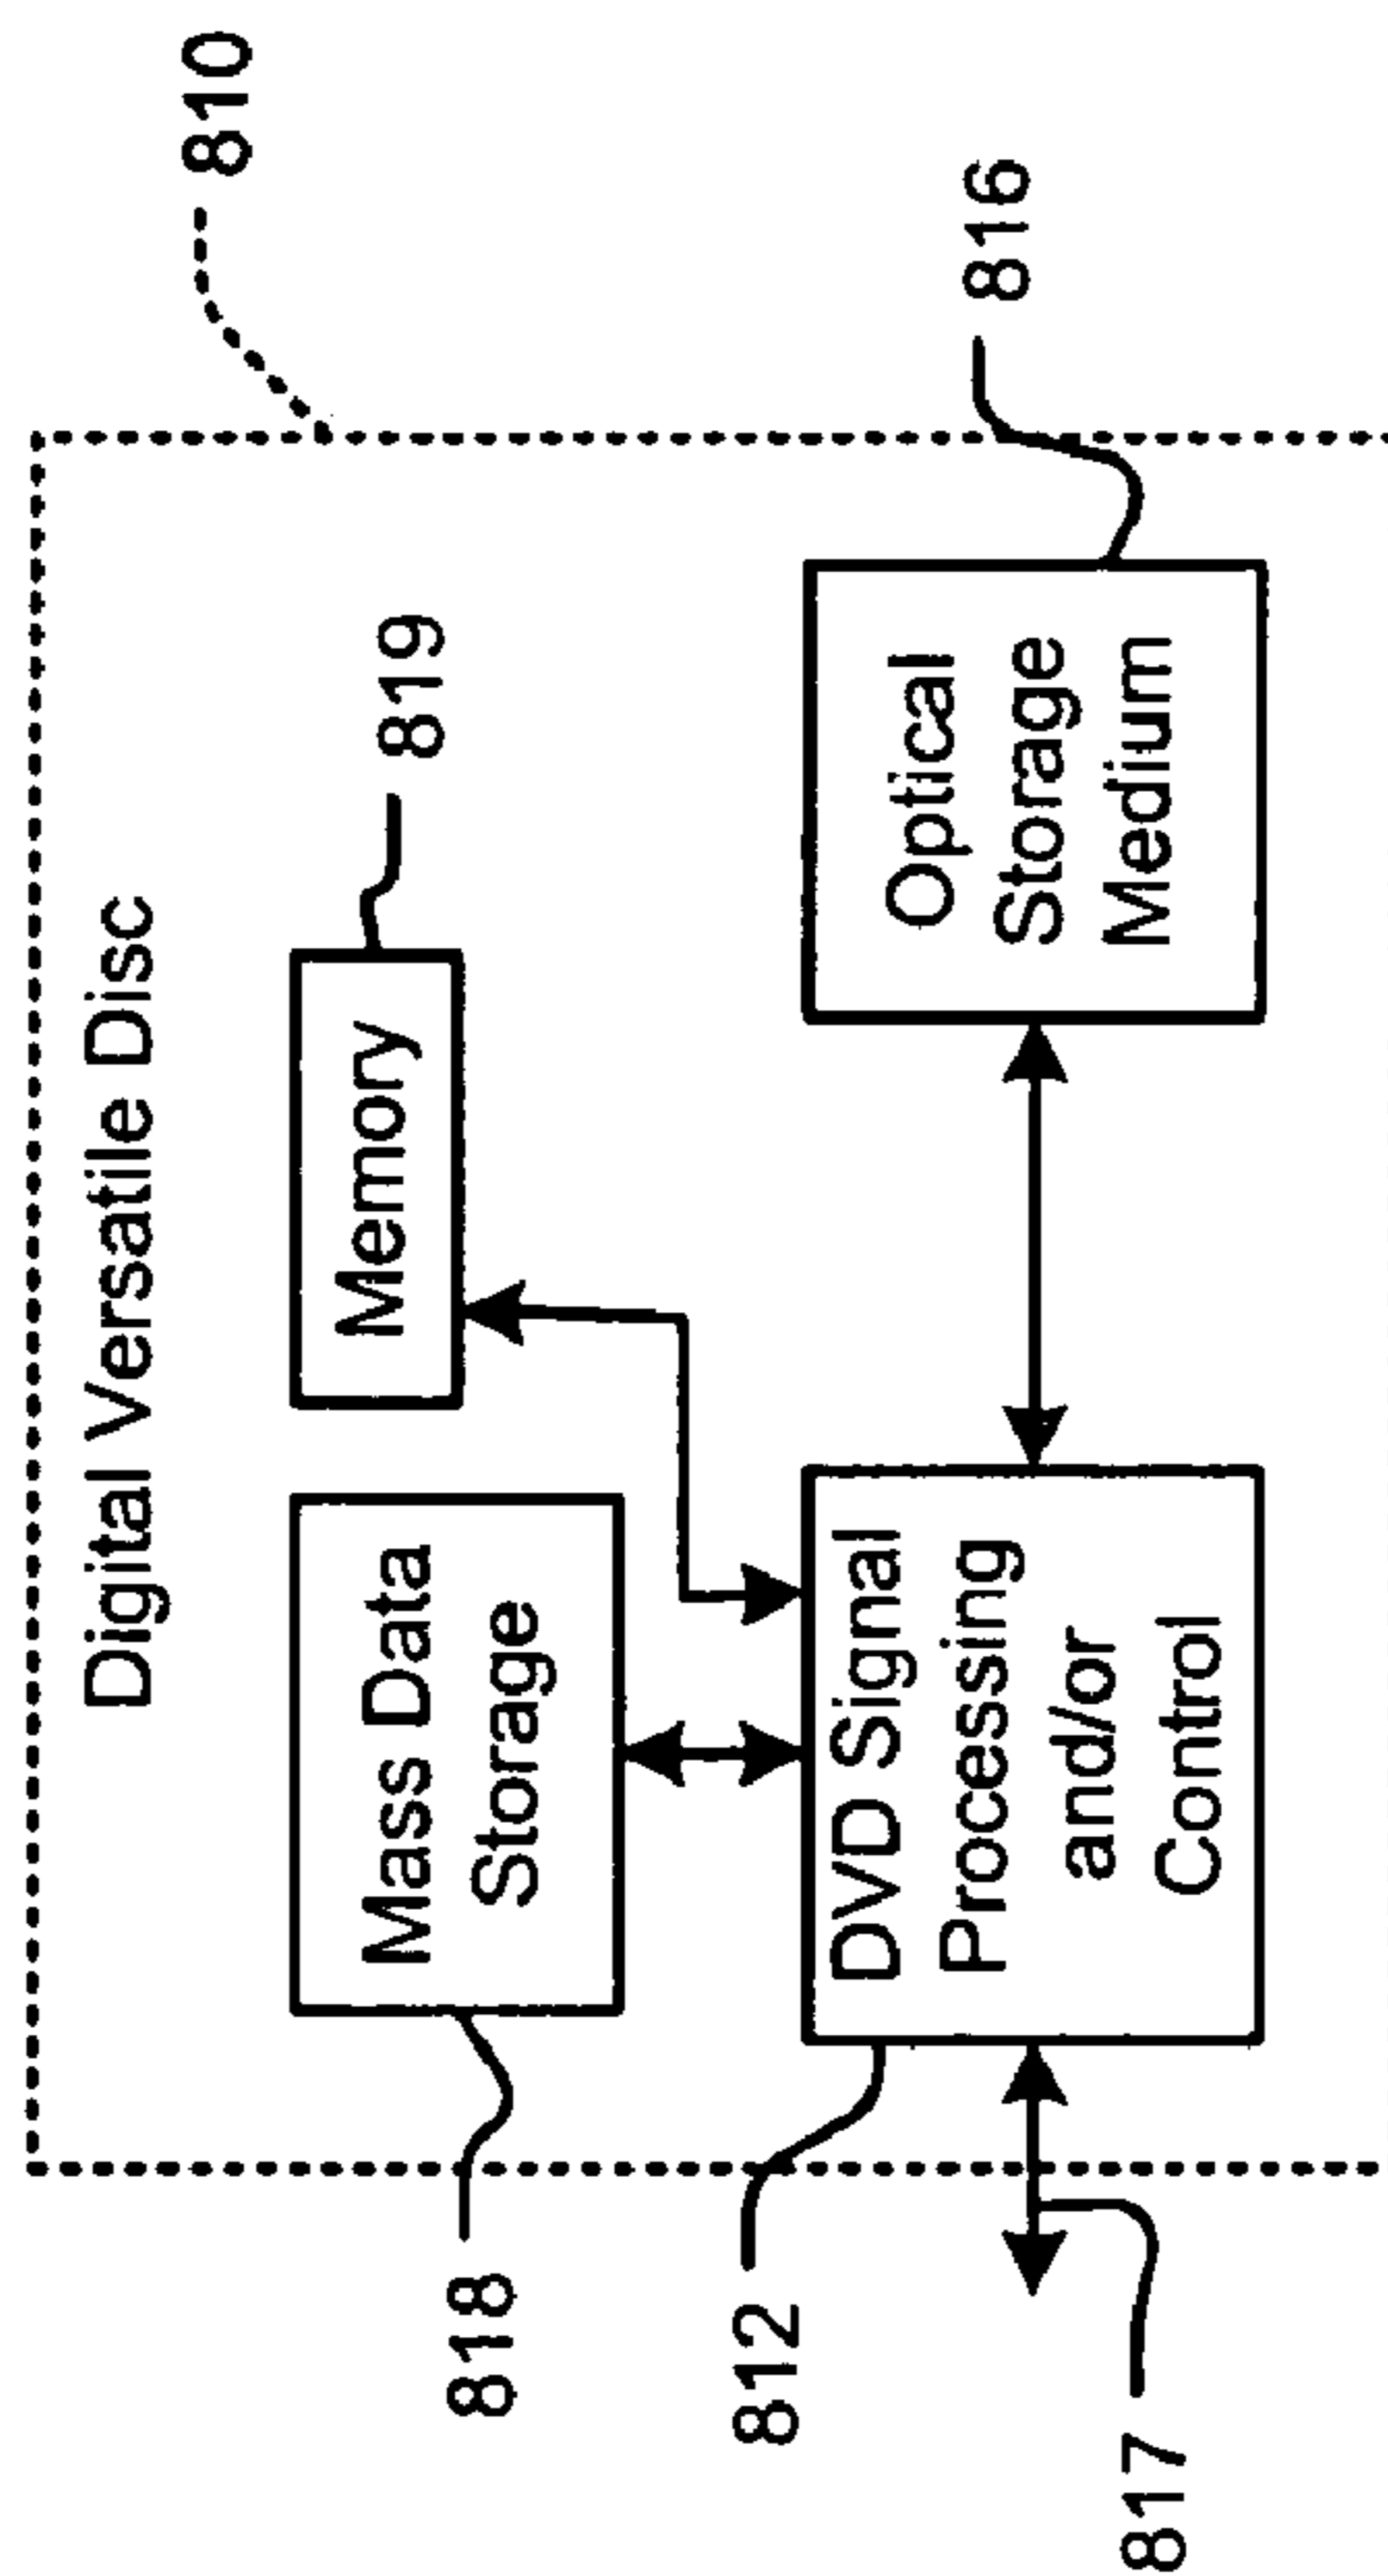 810
Digital Versatile Disc
818
Mass Data
Storage
Memory
819
812
DVD Signal
Processing
and/or
Control
Optical
Storage
Medium
816
817